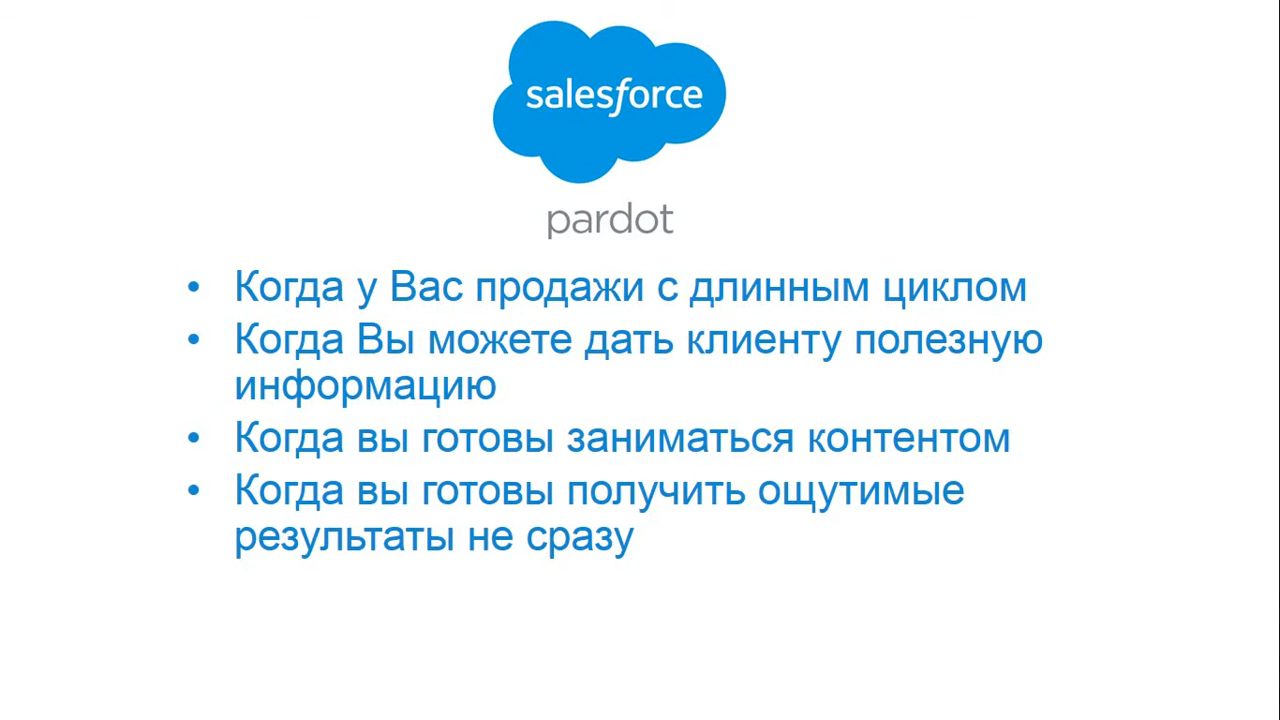 salesforce
pardot
• Когда у Вас продажи с длинным циклом
• Когда Вы можете дать клиенту полезную
информацию
• Когда вы готовы заниматься контентом
• Когда вы готовы получить ощутимые
результаты не сразу